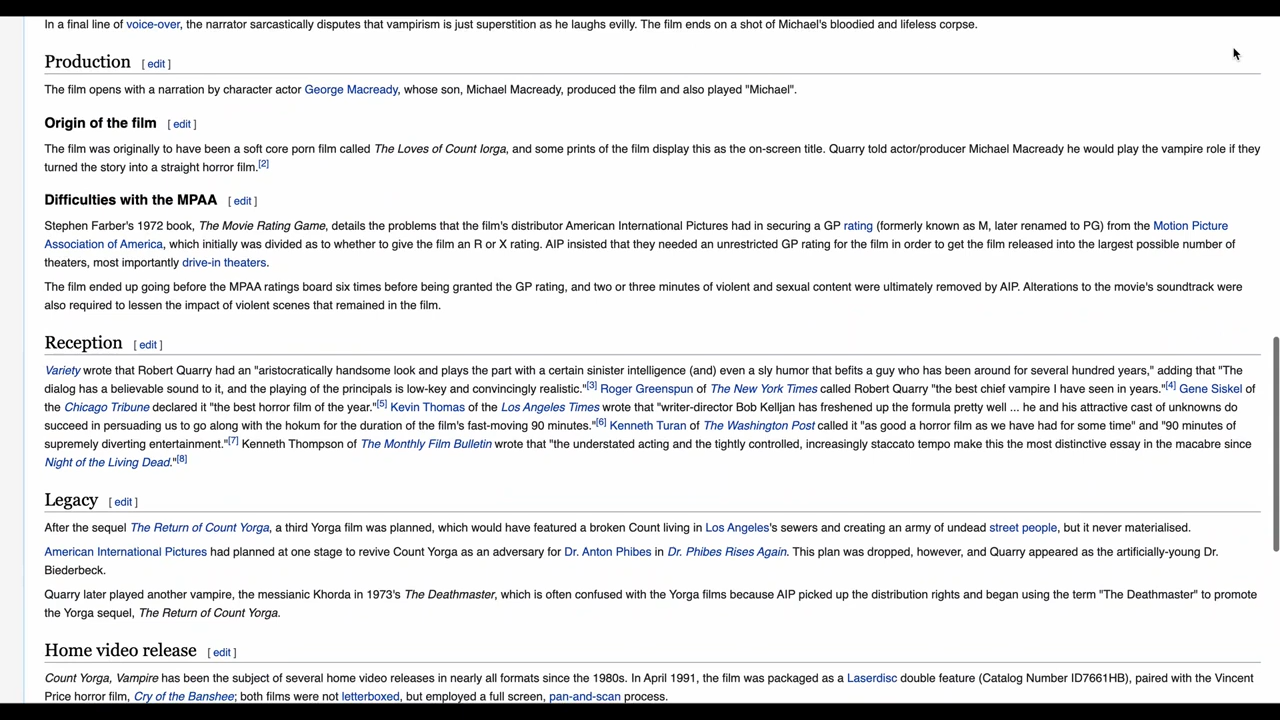 In a final line of voice-over, the narrator sarcastically disputes that vampirism is just superstition as he laughs evilly. The film ends on a shot of Michael's bloodied and lifeless corpse.
Production [ edit ]
The film opens with a narration by character actor George Macready, whose son, Michael Macready, produced the film and also played "Michael".
Origin of the film [ edit ]
The film was originally to have been a soft core porn film called The Loves of Count Iorga, and some prints of the film display this as the on-screen title. Quarry told actor/producer Michael Macready he would play the vampire role if they
turned the story into a straight horror film.[2]
Difficulties with the MPAA [ edit ]
Stephen Farber's 1972 book, The Movie Rating Game, details the problems that the film's distributor American International Pictures had in securing a GP rating (formerly known as M, later renamed to PG) from the Motion Picture
Association of America, which initially was divided as to whether to give the film an R or X rating. AIP insisted that they needed an unrestricted GP rating for the film in order to get the film released into the largest possible number of
theaters, most importantly drive-in theaters.
The film ended up going before the MPAA ratings board six times before being granted the GP rating, and two or three minutes of violent and sexual content were ultimately removed by AIP. Alterations to the movie's soundtrack were
also required to lessen the impact of violent scenes that remained in the film.
Reception [ edit ]
Variety wrote that Robert Quarry had an "aristocratically handsome look and plays the part with a certain sinister intelligence (and) even a sly humor that befits a guy who has been around for several hundred years," adding that "The
dialog has a believable sound to it, and the playing of the principals is low-key and convincingly realistic."[3] Roger Greenspun of The New York Times called Robert Quarry "the best chief vampire I have seen in years."[4] Gene Siskel of
the Chicago Tribune declared it "the best horror film of the year."[5] Kevin Thomas of the Los Angeles Times wrote that "writer-director Bob Kelljan has freshened up the formula pretty well ... he and his attractive cast of unknowns do
succeed in persuading us to go along with the hokum for the duration of the film's fast-moving 90 minutes."[6] Kenneth Turan of The Washington Post called it "as good a horror film as we have had for some time" and "90 minutes of
supremely diverting entertainment."[7] Kenneth Thompson of The Monthly Film Bulletin wrote that "the understated acting and the tightly controlled, increasingly staccato tempo make this the most distinctive essay in the macabre since
Night of the Living Dead."[8]
Legacy [ edit ]
After the sequel The Return of Count Yorga, a third Yorga film was planned, which would have featured a broken Count living in Los Angeles's sewers and creating an army of undead street people, but it never materialised.
American International Pictures had planned at one stage to revive Count Yorga as an adversary for Dr. Anton Phibes in Dr. Phibes Rises Again. This plan was dropped, however, and Quarry appeared as the artificially-young Dr.
Biederbeck.
Quarry later played another vampire, the messianic Khorda in 1973's The Deathmaster, which is often confused with the Yorga films because AIP picked up the distribution rights and began using the term "The Deathmaster" to promote
the Yorga sequel, The Return of Count Yorga.
Home video release [ edit ]
Count Yorga, Vampire has been the subject of several home video releases in nearly all formats since the 1980s. In April 1991, the film was packaged as a Laserdisc double feature (Catalog Number ID7661HB), paired with the Vincent
Price horror film, Cry of the Banshee; both films were not letterboxed, but employed a full screen, pan-and-scan process.